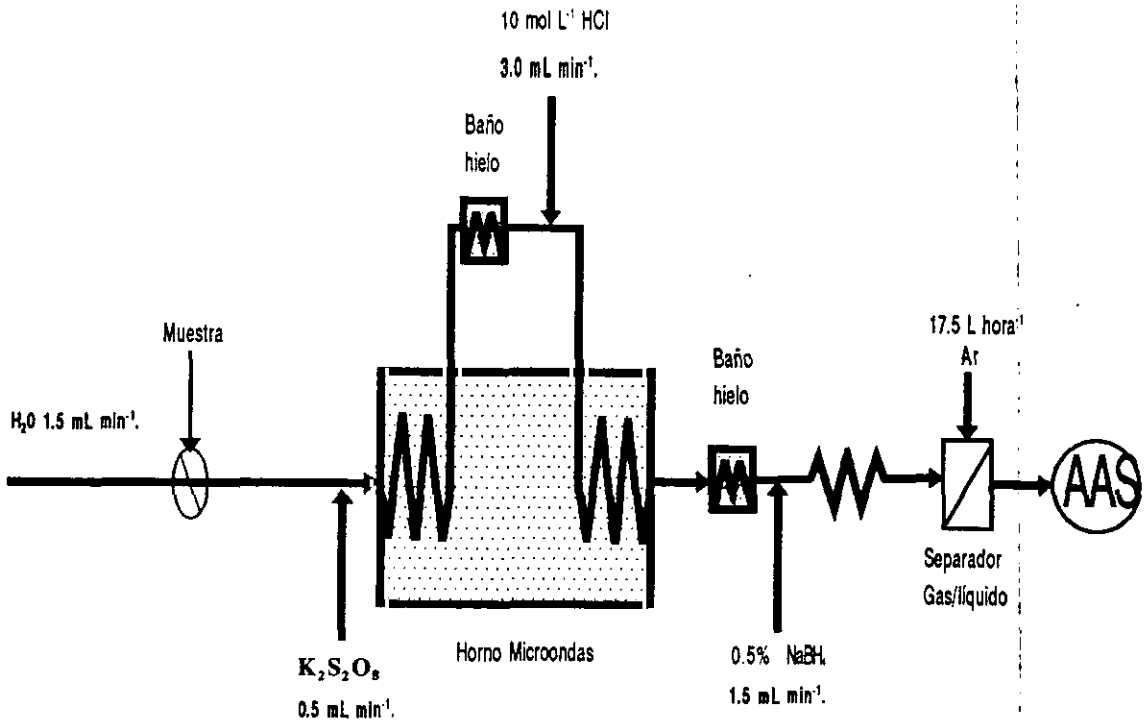 10 mol L⁻¹ HCl
3.0 mL min⁻¹.
Baño
hielo
Muestra
H₂0 1.5 mL min⁻¹.
17.5 L hora⁻¹
Ar
Baño
hielo
AAS
Separador
Gas/líquido
Horno Microondas
K₂S₂O₈
0.5 mL min⁻¹.
0.5% NaBH₄
1.5 mL min⁻¹.